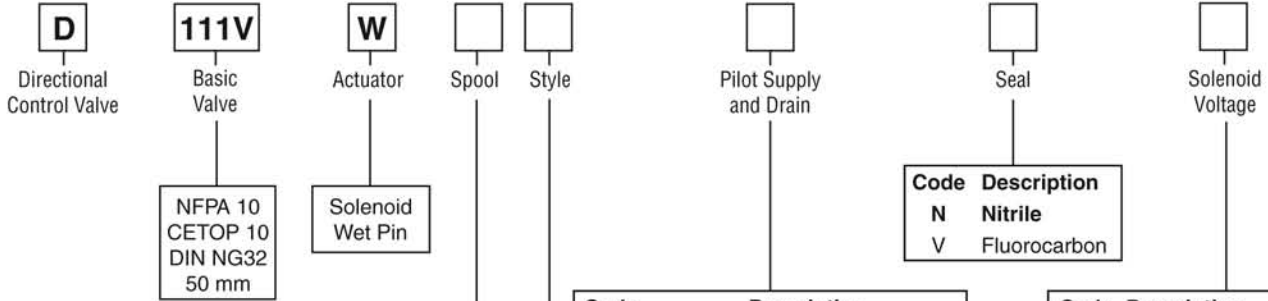 D 111V W
Directional
Control Valve
Basic
Valve
Actuator
Spool
Style
Pilot Supply
and Drain
Seal
Solenoid
Voltage
NFPA 10
CETOP 10
DIN NG32
50 mm
Solenoid
Wet Pin
Code Description
N Nitrile
V Fluorocarbon